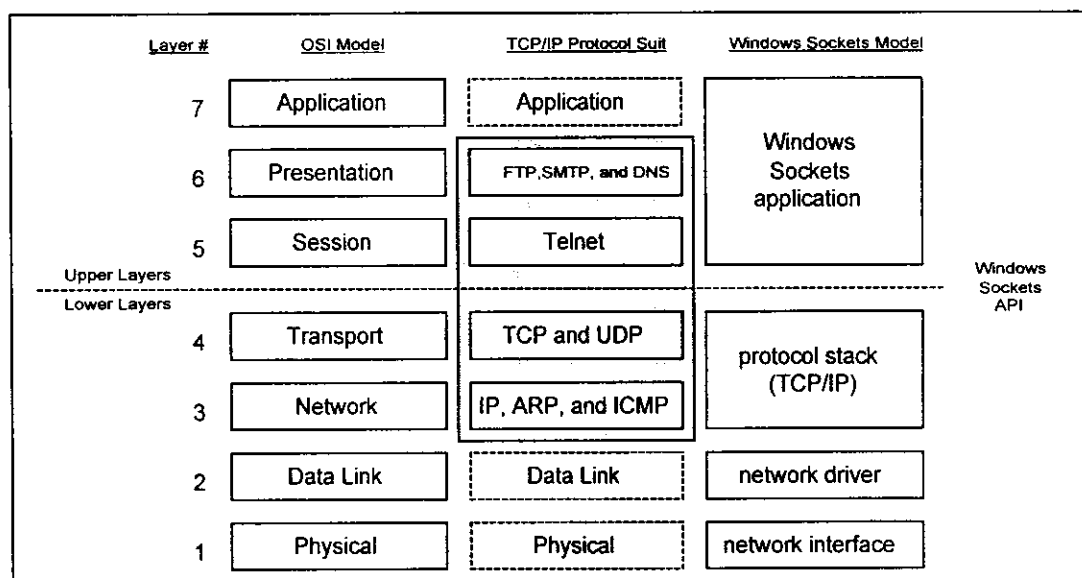 Layer # OSI Model TCP/IP Protocol Suit Windows Sockets Model
7 Application Application
Windows
Sockets
application
6 Presentation FTP,SMTP, and DNS
5 Session Telnet
Upper Layers
Lower Layers
Windows
Sockets
API
4 Transport TCP and UDP
protocol stack
(TCP/IP)
3 Network IP, ARP, and ICMP
2 Data Link Data Link network driver
1 Physical Physical network interface